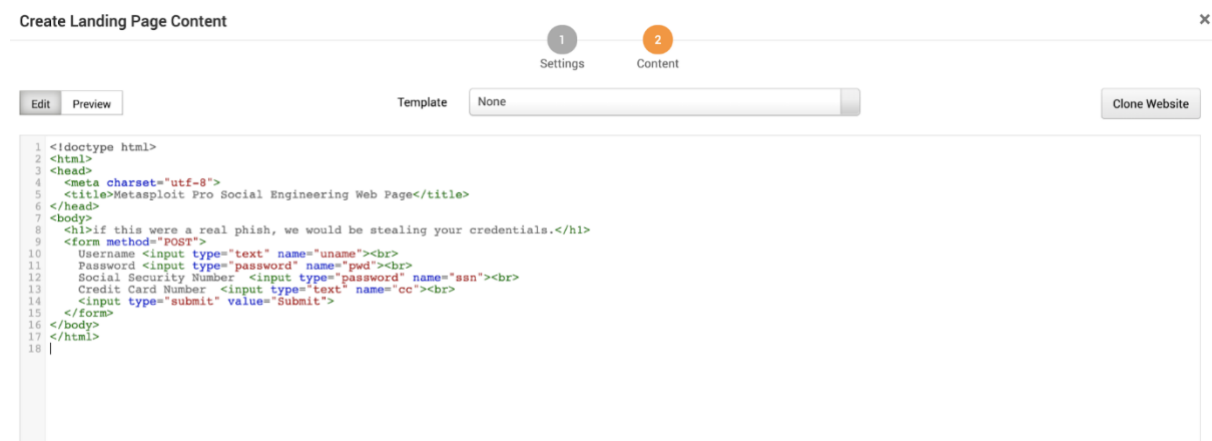 Create Landing Page Content
×
1
2
Settings
Content
Edit
Preview
Template
None
Clone Website
1 <!doctype html>
2 <html>
3 <head>
4 <meta charset="utf-8">
5 <title>Metasploit Pro Social Engineering Web Page</title>
6 </head>
7 <body>
8 <h1>if this were a real phish, we would be stealing your credentials.</h1>
9 <form method="POST">
10 Username <input type="text" name="uname"><br>
11 Password <input type="password" name="pwd"><br>
12 Social Security Number <input type="password" name="ssn"><br>
13 Credit Card Number <input type="text" name="cc"><br>
14 <input type="submit" value="Submit">
15 </form>
16 </body>
17 </html>
18